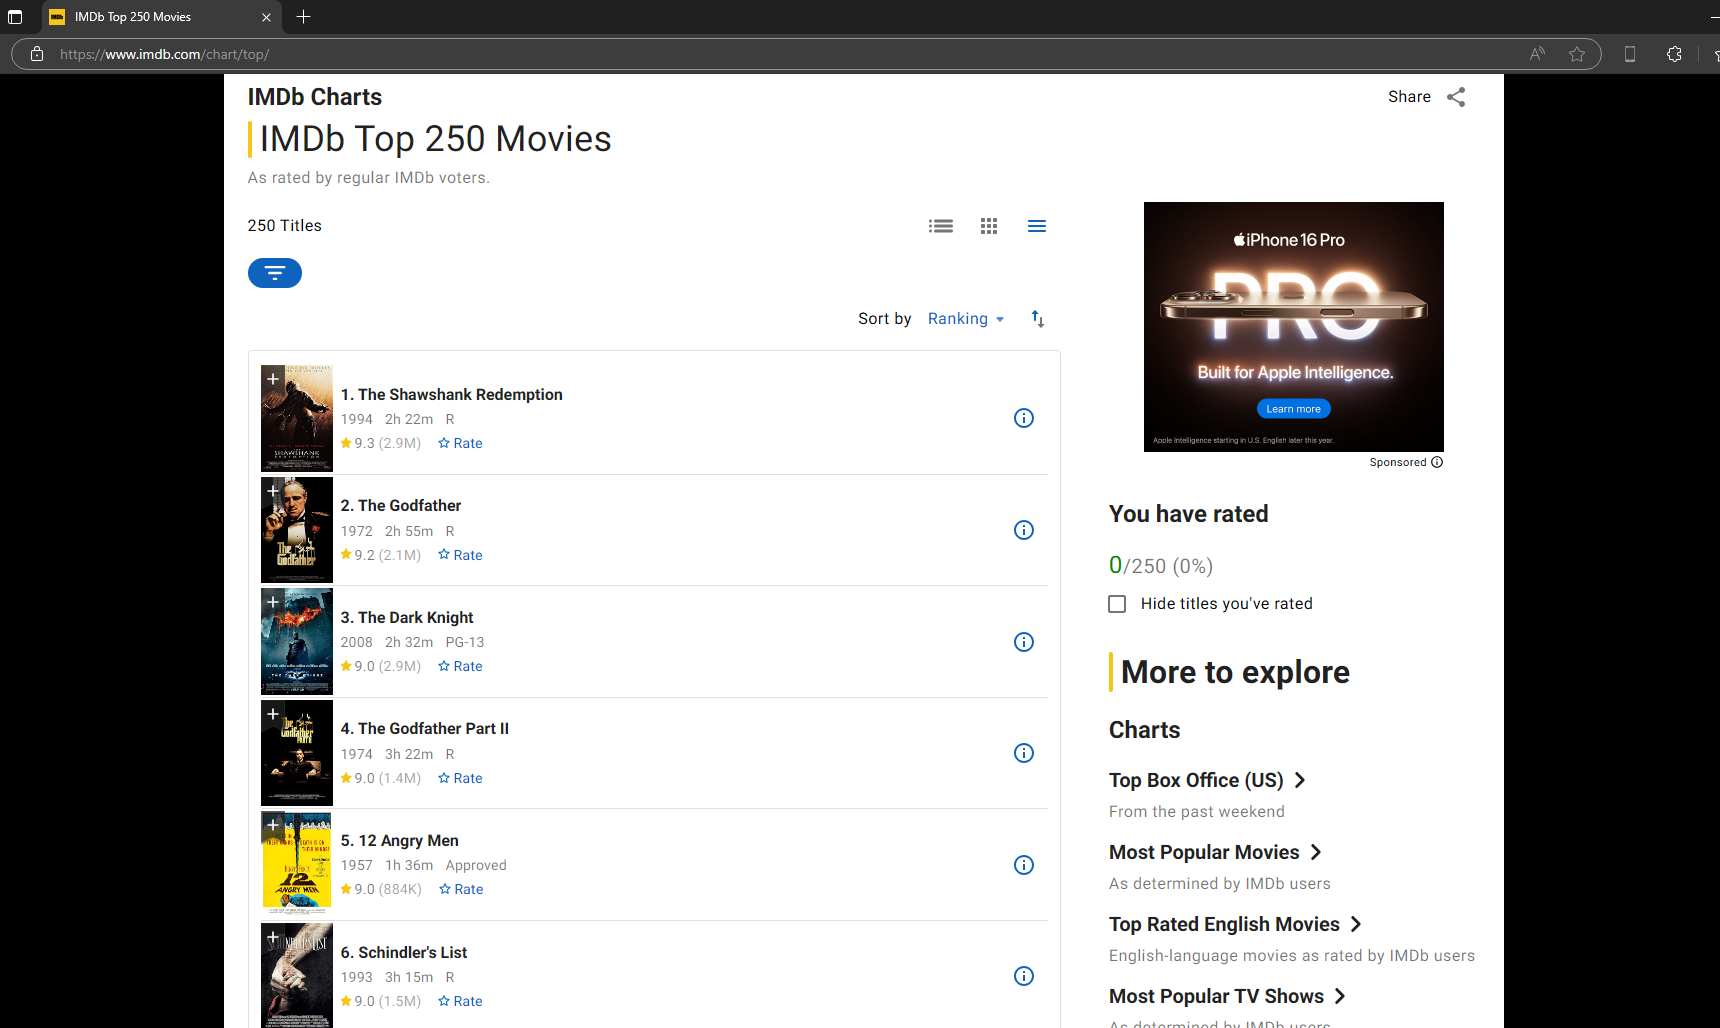 IMDb Top 250 Movies
https://www.imdb.com/chart/top/
IMDb Charts
Share
IMDb Top 250 Movies
As rated by regular IMDb voters.
250 Titles
Sort by Ranking
1. The Shawshank Redemption
1994 2h 22m R
9.3 (2.9M) Rate
2. The Godfather
1972 2h 55m R
9.2 (2.1M) Rate
3. The Dark Knight
2008 2h 32m PG-13
9.0 (2.9M) Rate
4. The Godfather Part II
1974 3h 22m R
9.0 (1.4M) Rate
5. 12 Angry Men
1957 1h 36m Approved
9.0 (884K) Rate
6. Schindler's List
1993 3h 15m R
9.0 (1.5M) Rate
iPhone 16 Pro
PRO
Built for Apple Intelligence.
Learn more
Apple Intelligence starting in U.S. English later this year.
Sponsored
You have rated
0/250 (0%)
Hide titles you've rated
More to explore
Charts
Top Box Office (US)
From the past weekend
Most Popular Movies
As determined by IMDb users
Top Rated English Movies
English-language movies as rated by IMDb users
Most Popular TV Shows
As determined by IMDb users